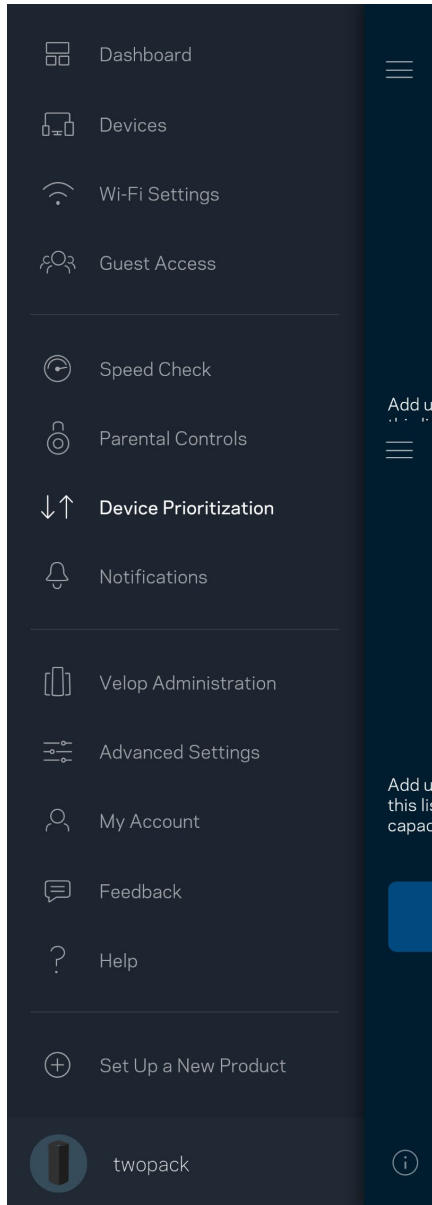 Dashboard
Devices
Wi-Fi Settings
Guest Access
Speed Check
Parental Controls
Device Prioritization
Notifications
Velop Administration
Advanced Settings
My Account
Feedback
Help
Set Up a New Product
twopack
Add u
Add u
this lis
capac